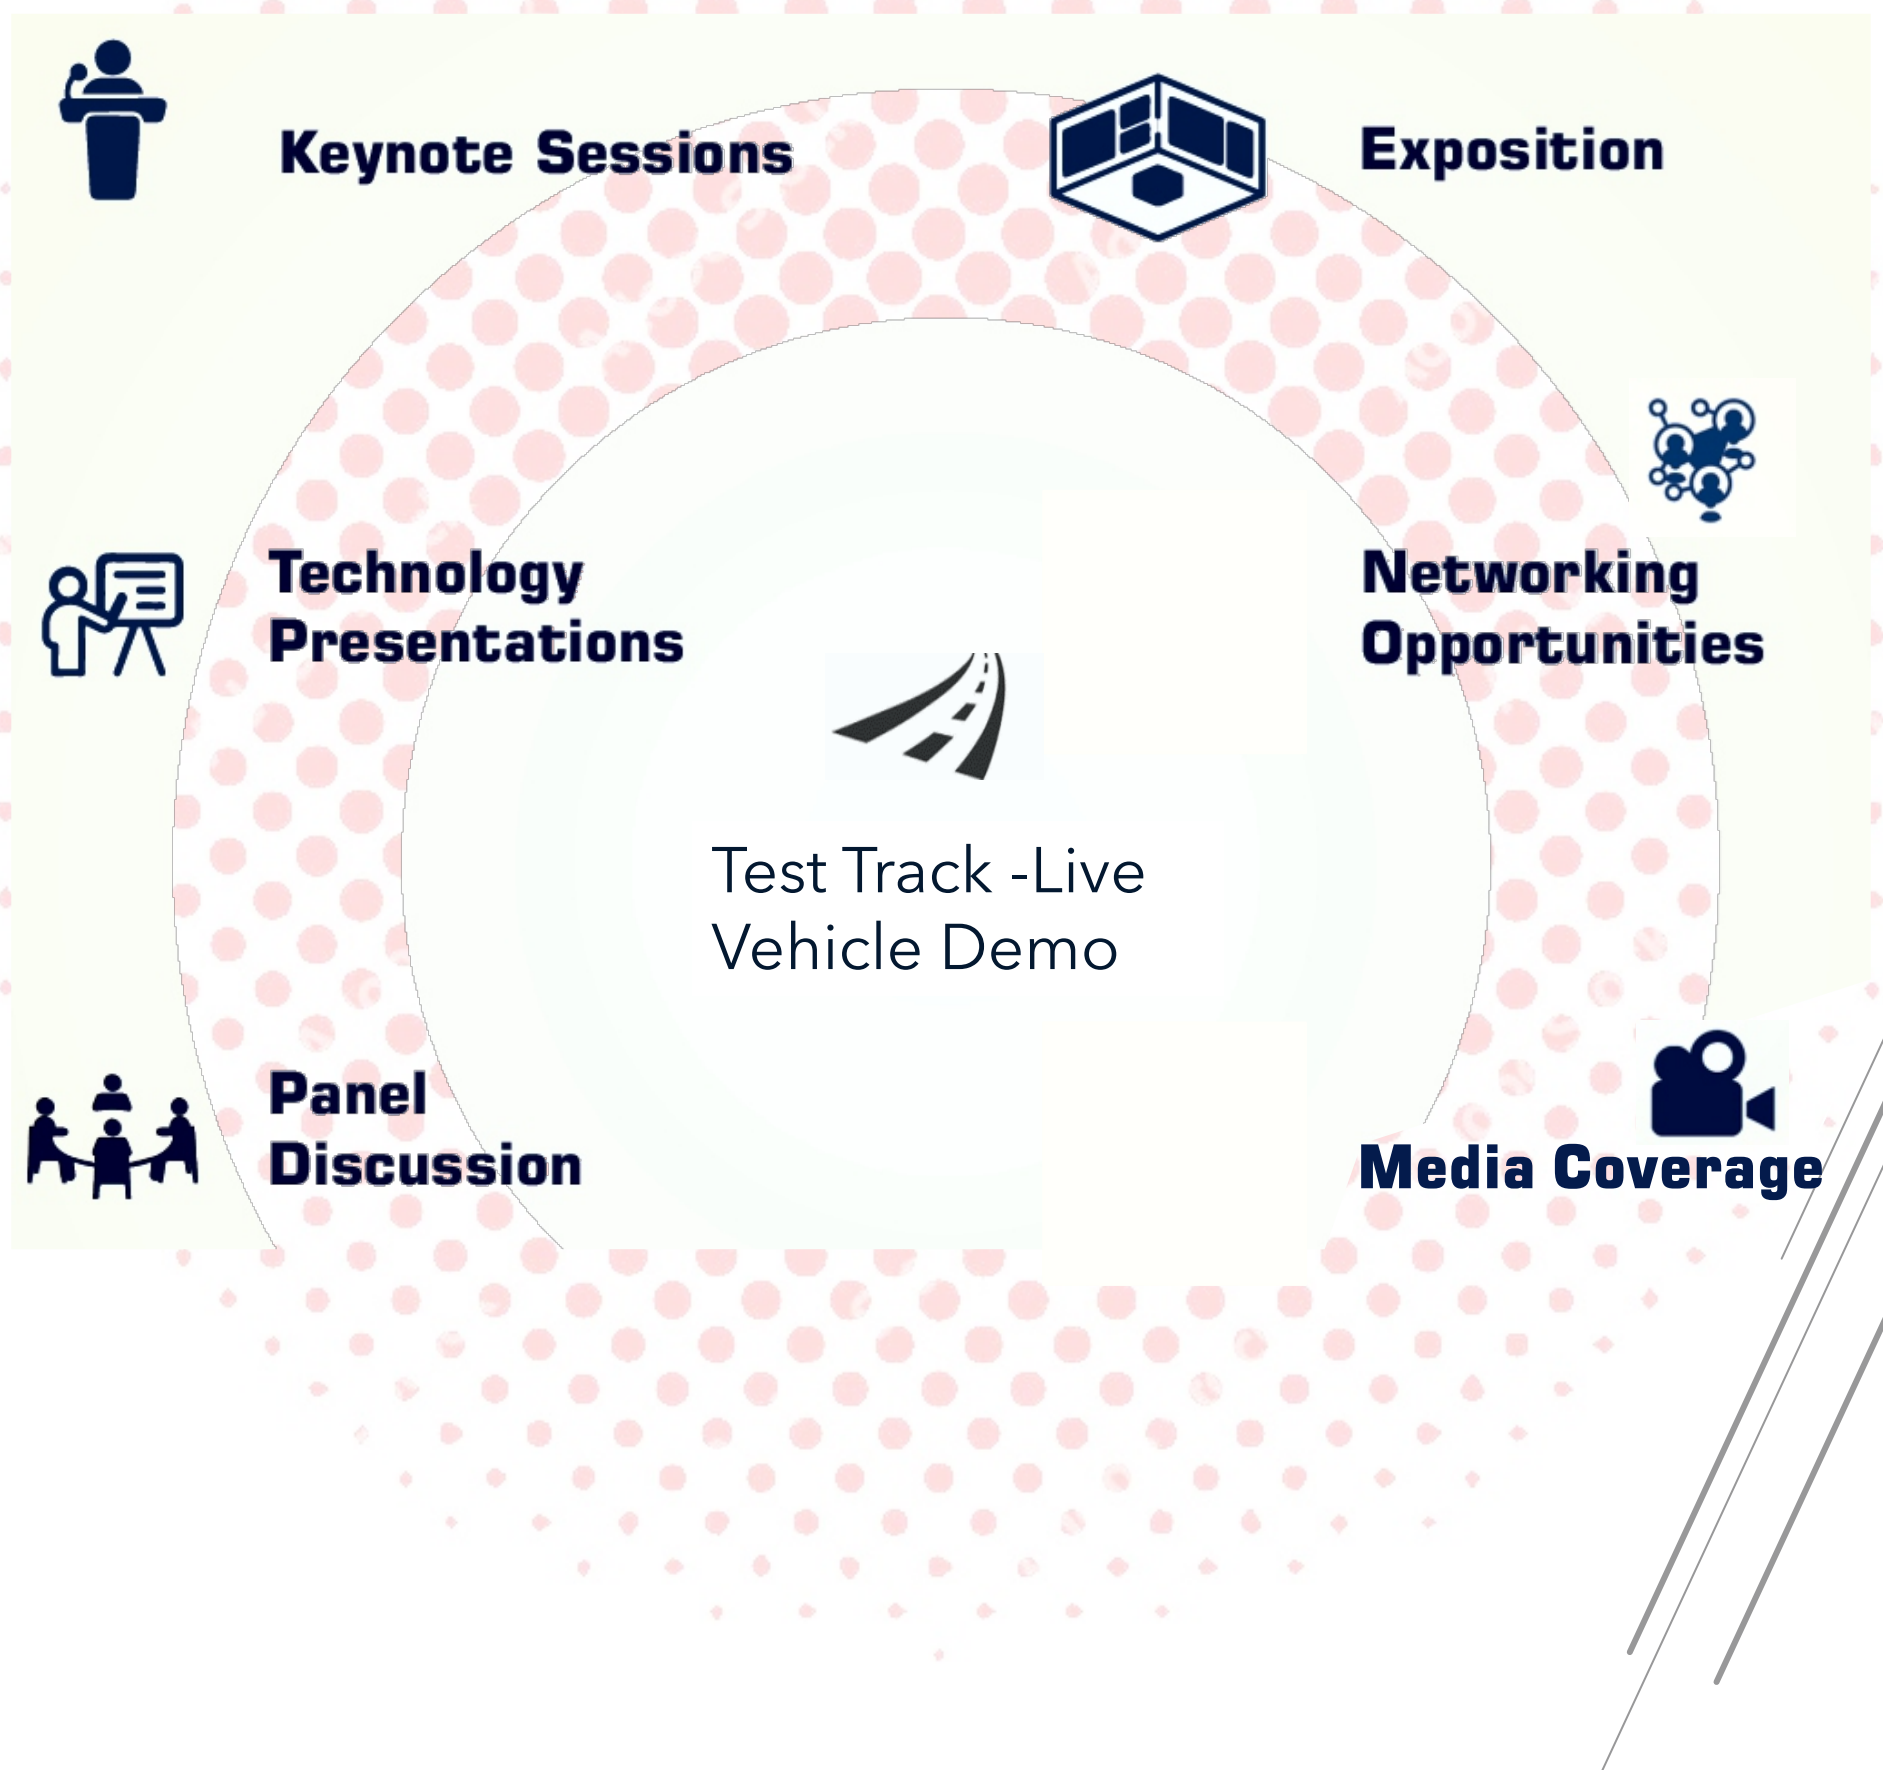 Keynote Sessions
Exposition
Technology
Presentations
Networking
Opportunities
Test Track -Live
Vehicle Demo
Panel
Discussion
Media Coverage